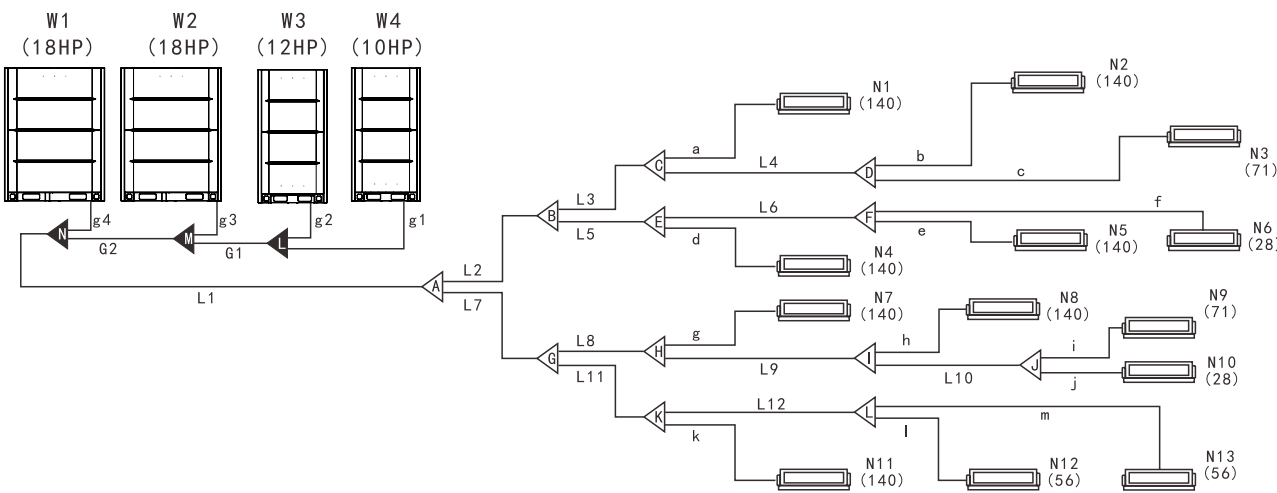 W1
(18HP)
W2
(18HP)
W3
(12HP)
W4
(10HP)
N1
(140)
N2
(140)
N3
(71)
a
C
L4
D
b
c
L3
B
L5
E
L6
F
f
e
d
N4
(140)
N5
(140)
N6
(28)
g4
g3
g2
g1
N
M
L
G2
G1
L1
A
L2
L7
N7
(140)
N8
(140)
N9
(71)
g
h
i
L8
G
L11
H
L9
I
L10
J
j
N10
(28)
L12
K
L
k
l
m
N11
(140)
N12
(56)
N13
(56)